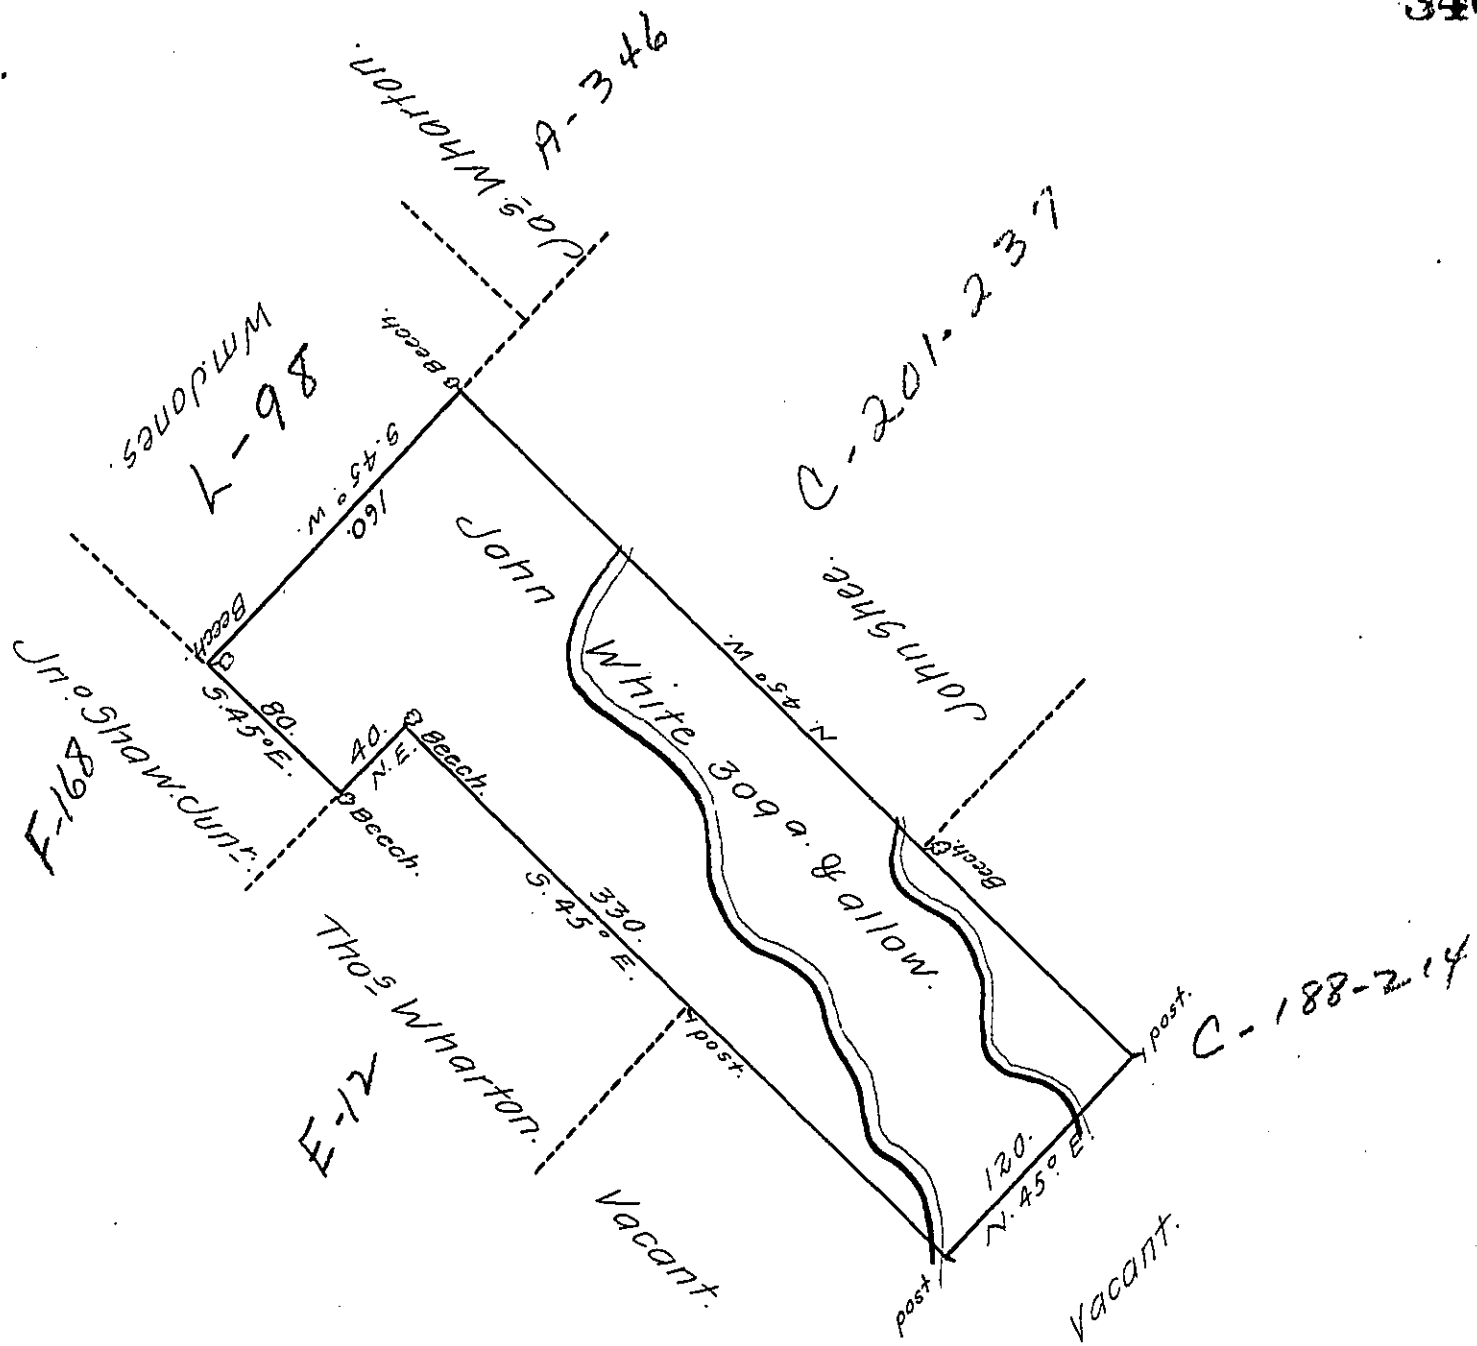 Jas. Wharton.
A-346
Wm. Jones.
L-98
Beech.
S. 45° W.
160.
C-201-237
John Shee.
N. 45° W.
Beech
Jno. Shaw. Junr.
F-168
80.
S. 45° E.
40.
N. E.
Beech.
Beech.
John
White 309 a. & allow.
330.
S. 45° E.
Beech.
Thos Wharton.
E-12
post.
Vacant.
post.
C-188-214
120.
N. 45° E.
post
Vacant.